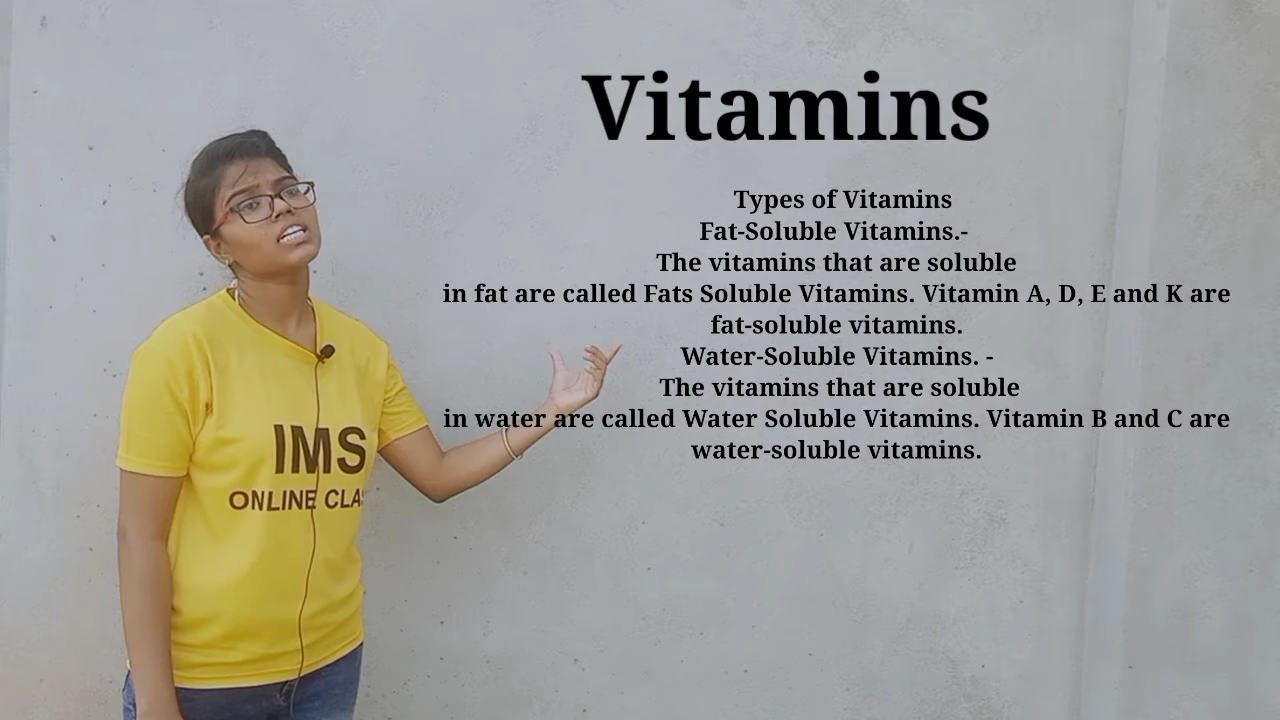 Vitamins
Types of Vitamins
Fat-Soluble Vitamins.-
The vitamins that are soluble
in fat are called Fats Soluble Vitamins. Vitamin A, D, E and K are
fat-soluble vitamins.
Water-Soluble Vitamins. -
The vitamins that are soluble
in water are called Water Soluble Vitamins. Vitamin B and C are
water-soluble vitamins.
IMS
ONLINE CLA